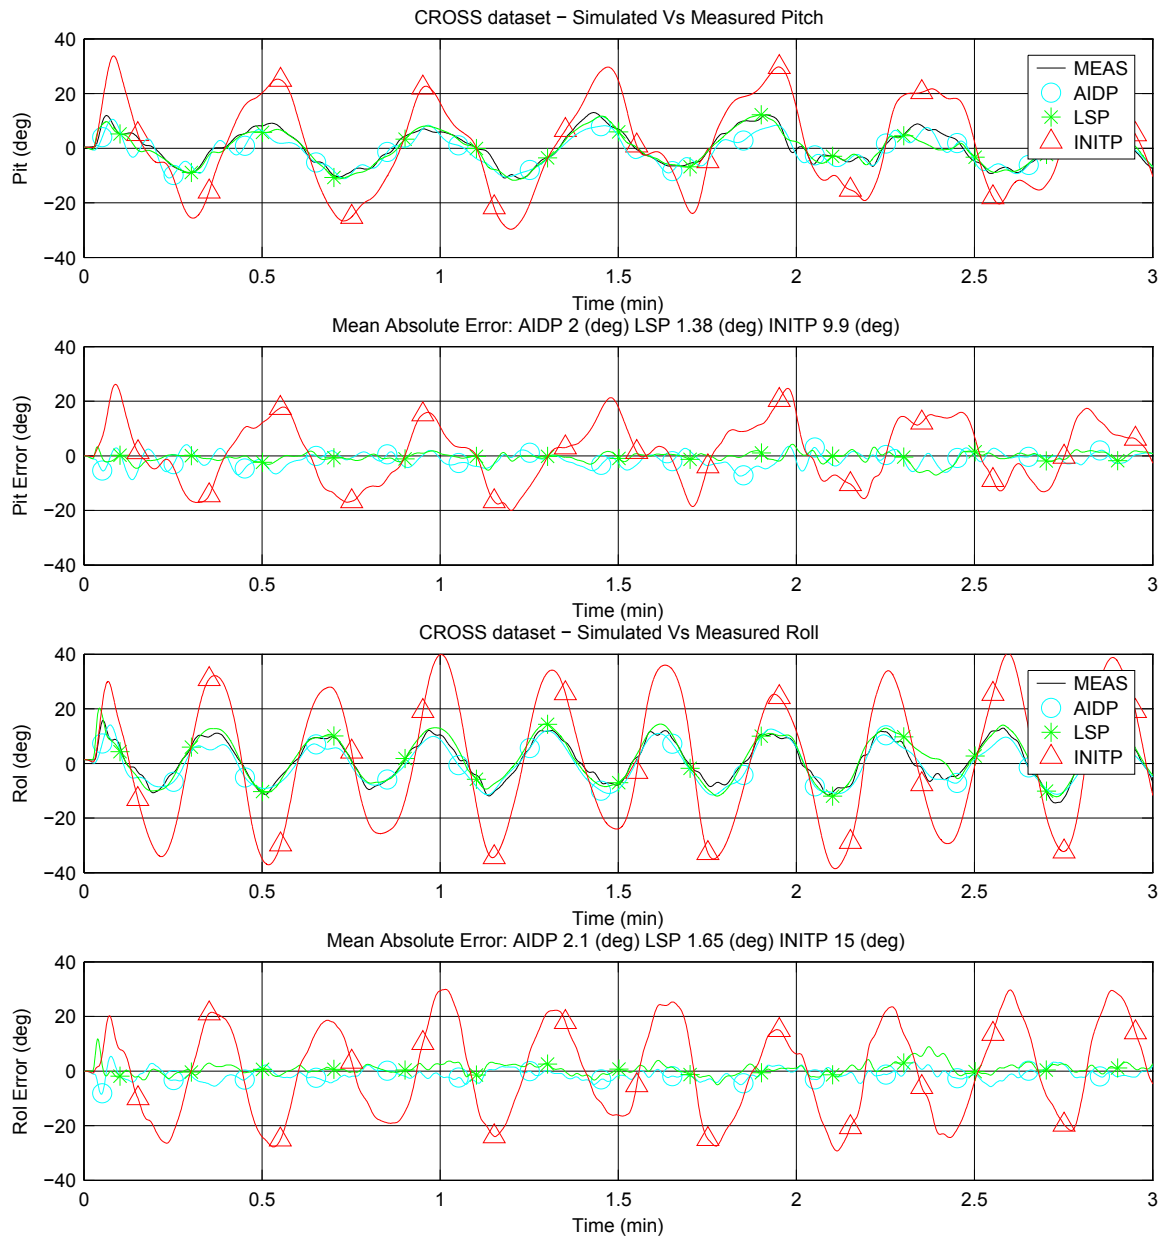 CROSS dataset − Simulated Vs Measured Pitch
40
20
0
−20
−40
Pit (deg)
MEAS
AIDP
LSP
INITP
0 0.5 1 1.5 2 2.5 3
Time (min)
Mean Absolute Error: AIDP 2 (deg) LSP 1.38 (deg) INITP 9.9 (deg)
40
20
0
−20
−40
Pit Error (deg)
0 0.5 1 1.5 2 2.5 3
Time (min)
CROSS dataset − Simulated Vs Measured Roll
40
20
0
−20
−40
Rol (deg)
MEAS
AIDP
LSP
INITP
0 0.5 1 1.5 2 2.5 3
Time (min)
Mean Absolute Error: AIDP 2.1 (deg) LSP 1.65 (deg) INITP 15 (deg)
40
20
0
−20
−40
Rol Error (deg)
0 0.5 1 1.5 2 2.5 3
Time (min)